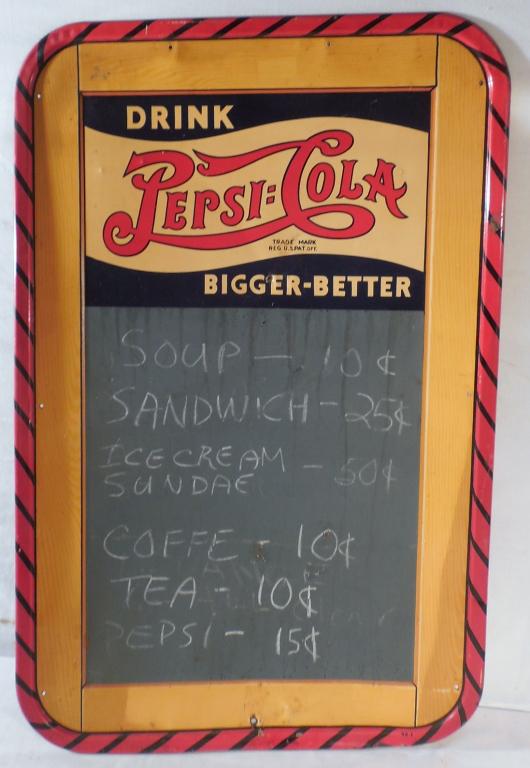 DRINK
PEPSI:COLA
TRADE MARK
REG. U.S. PAT. OFF.
BIGGER-BETTER
SOUP - 10¢
SANDWICH - 25¢
ICE CREAM - 50¢
SUNDAE
COFFE - 10¢
TEA - 10¢
PEPSI - 15¢